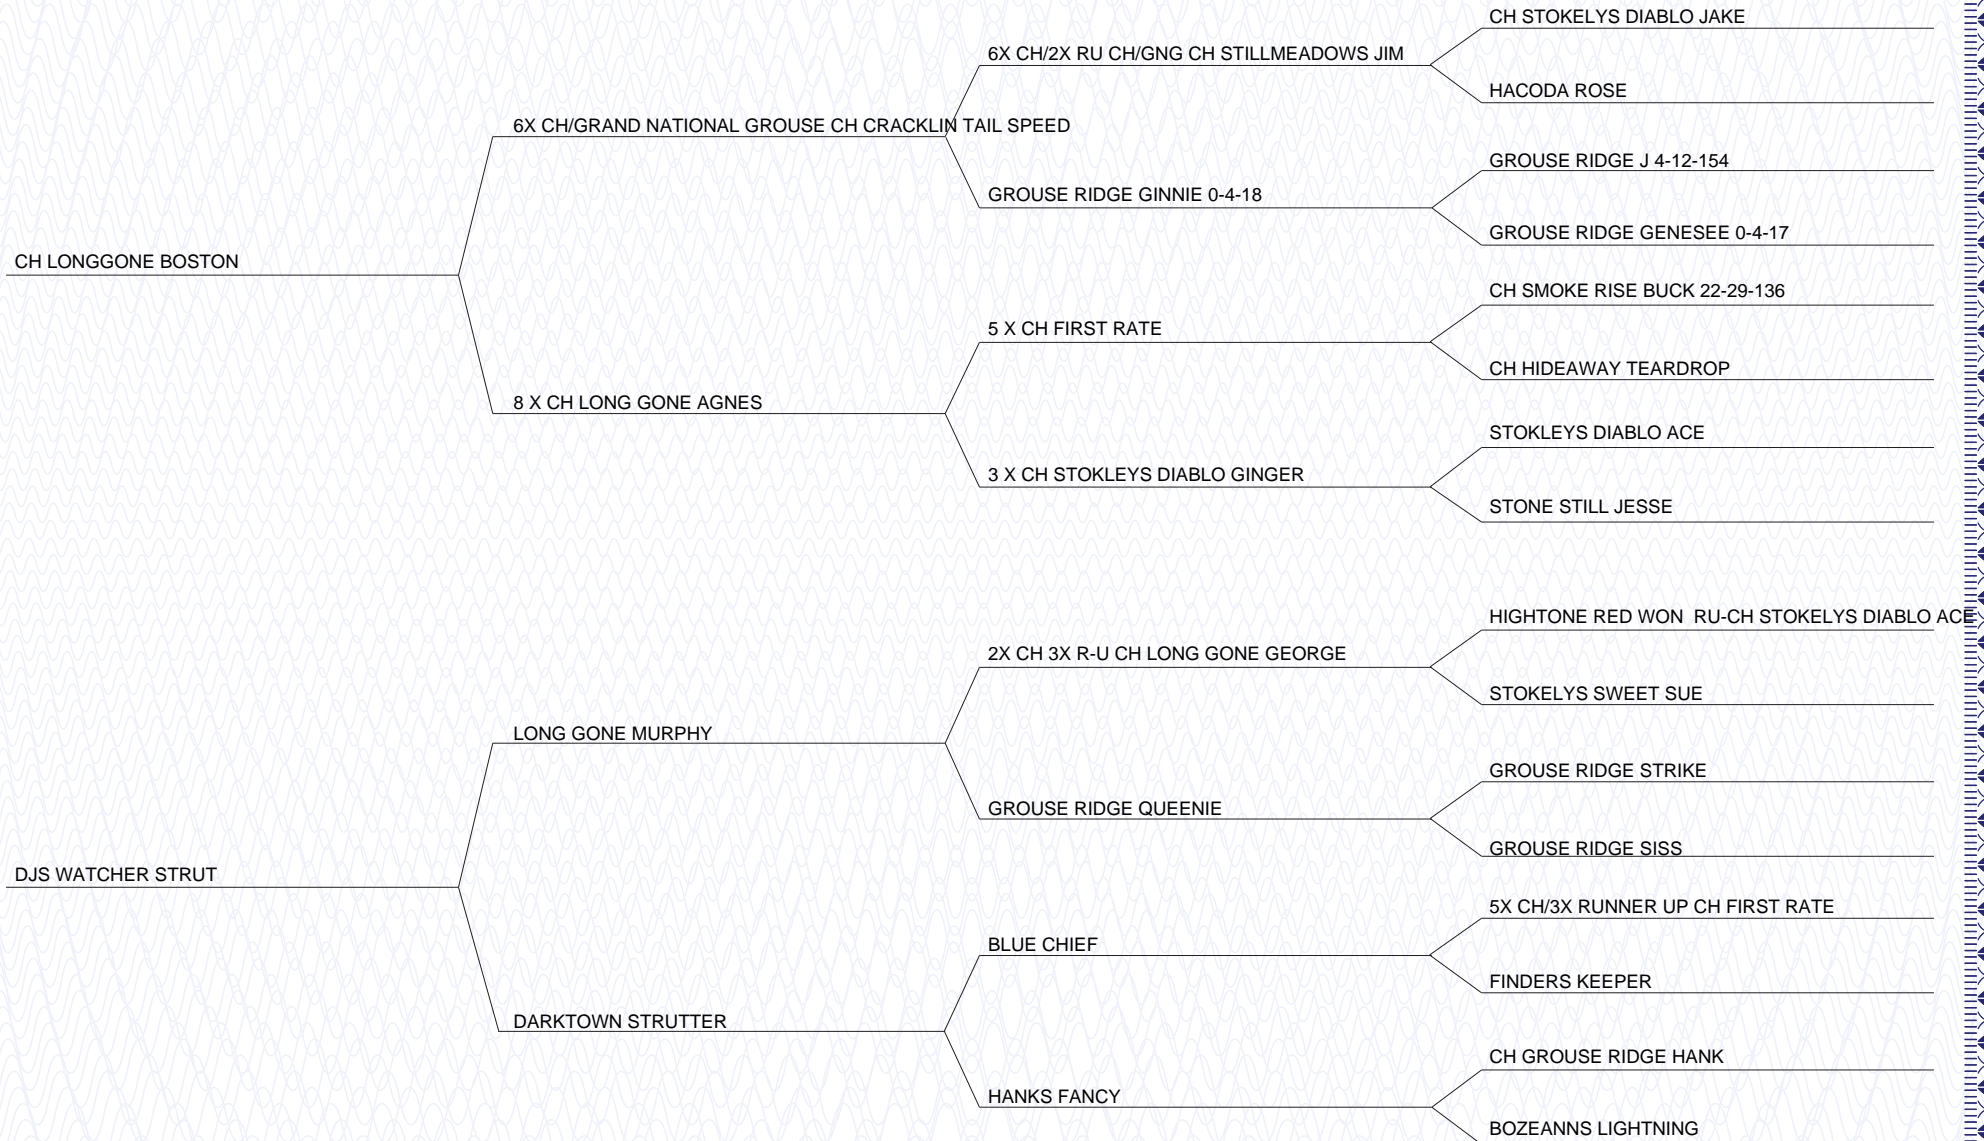 CH STOKELYS DIABLO JAKE
6X CH/2X RU CH/GNG CH STILLMEADOWS JIM
HACODA ROSE
6X CH/GRAND NATIONAL GROUSE CH CRACKLIN TAIL SPEED
GROUSE RIDGE J 4-12-154
GROUSE RIDGE GINNIE 0-4-18
GROUSE RIDGE GENESEE 0-4-17
CH LONGGONE BOSTON
CH SMOKE RISE BUCK 22-29-136
5 X CH FIRST RATE
CH HIDEAWAY TEARDROP
8 X CH LONG GONE AGNES
STOKLEYS DIABLO ACE
3 X CH STOKLEYS DIABLO GINGER
STONE STILL JESSE
HIGHTONE RED WON  RU-CH STOKELYS DIABLO ACE
2X CH 3X R-U CH LONG GONE GEORGE
STOKELYS SWEET SUE
LONG GONE MURPHY
GROUSE RIDGE STRIKE
GROUSE RIDGE QUEENIE
GROUSE RIDGE SISS
DJS WATCHER STRUT
5X CH/3X RUNNER UP CH FIRST RATE
BLUE CHIEF
FINDERS KEEPER
DARKTOWN STRUTTER
CH GROUSE RIDGE HANK
HANKS FANCY
BOZEANNS LIGHTNING